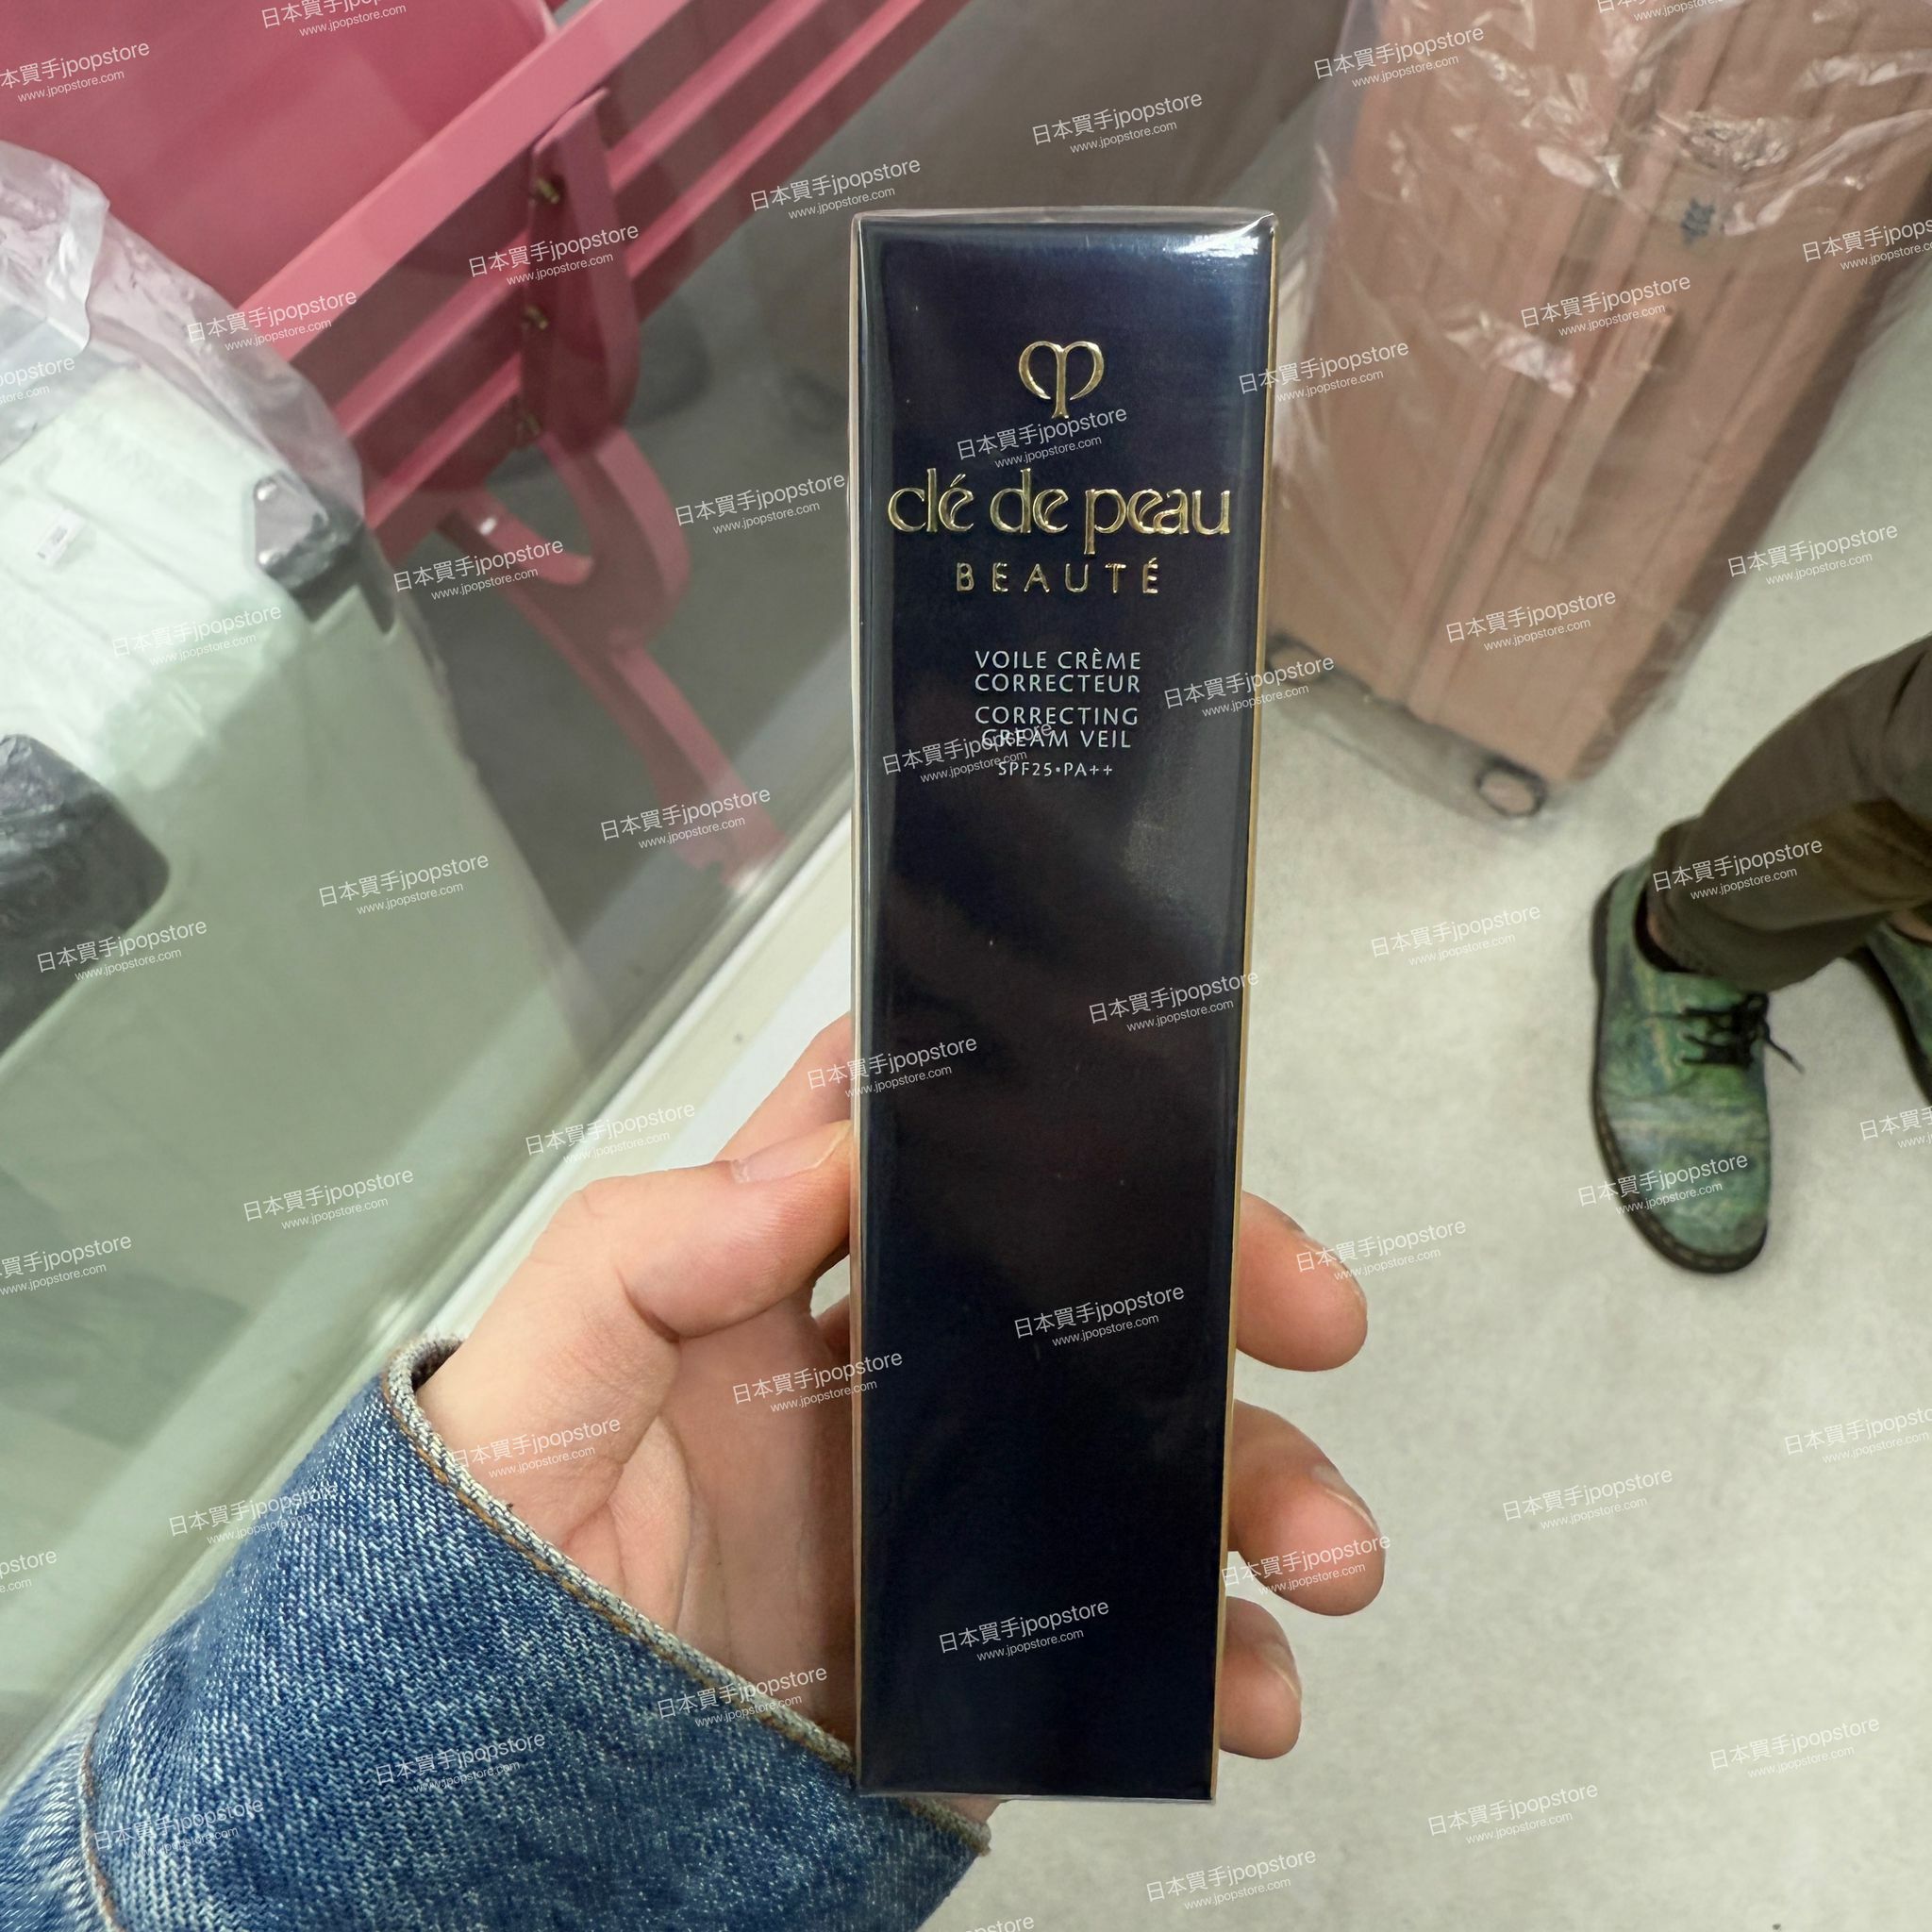 clé de peau
BEAUTÉ
VOILE CRÈME
CORRECTEUR
CORRECTING
CREAM VEIL
SPF25•PA++
日本買手jpopstore
www.jpopstore.com